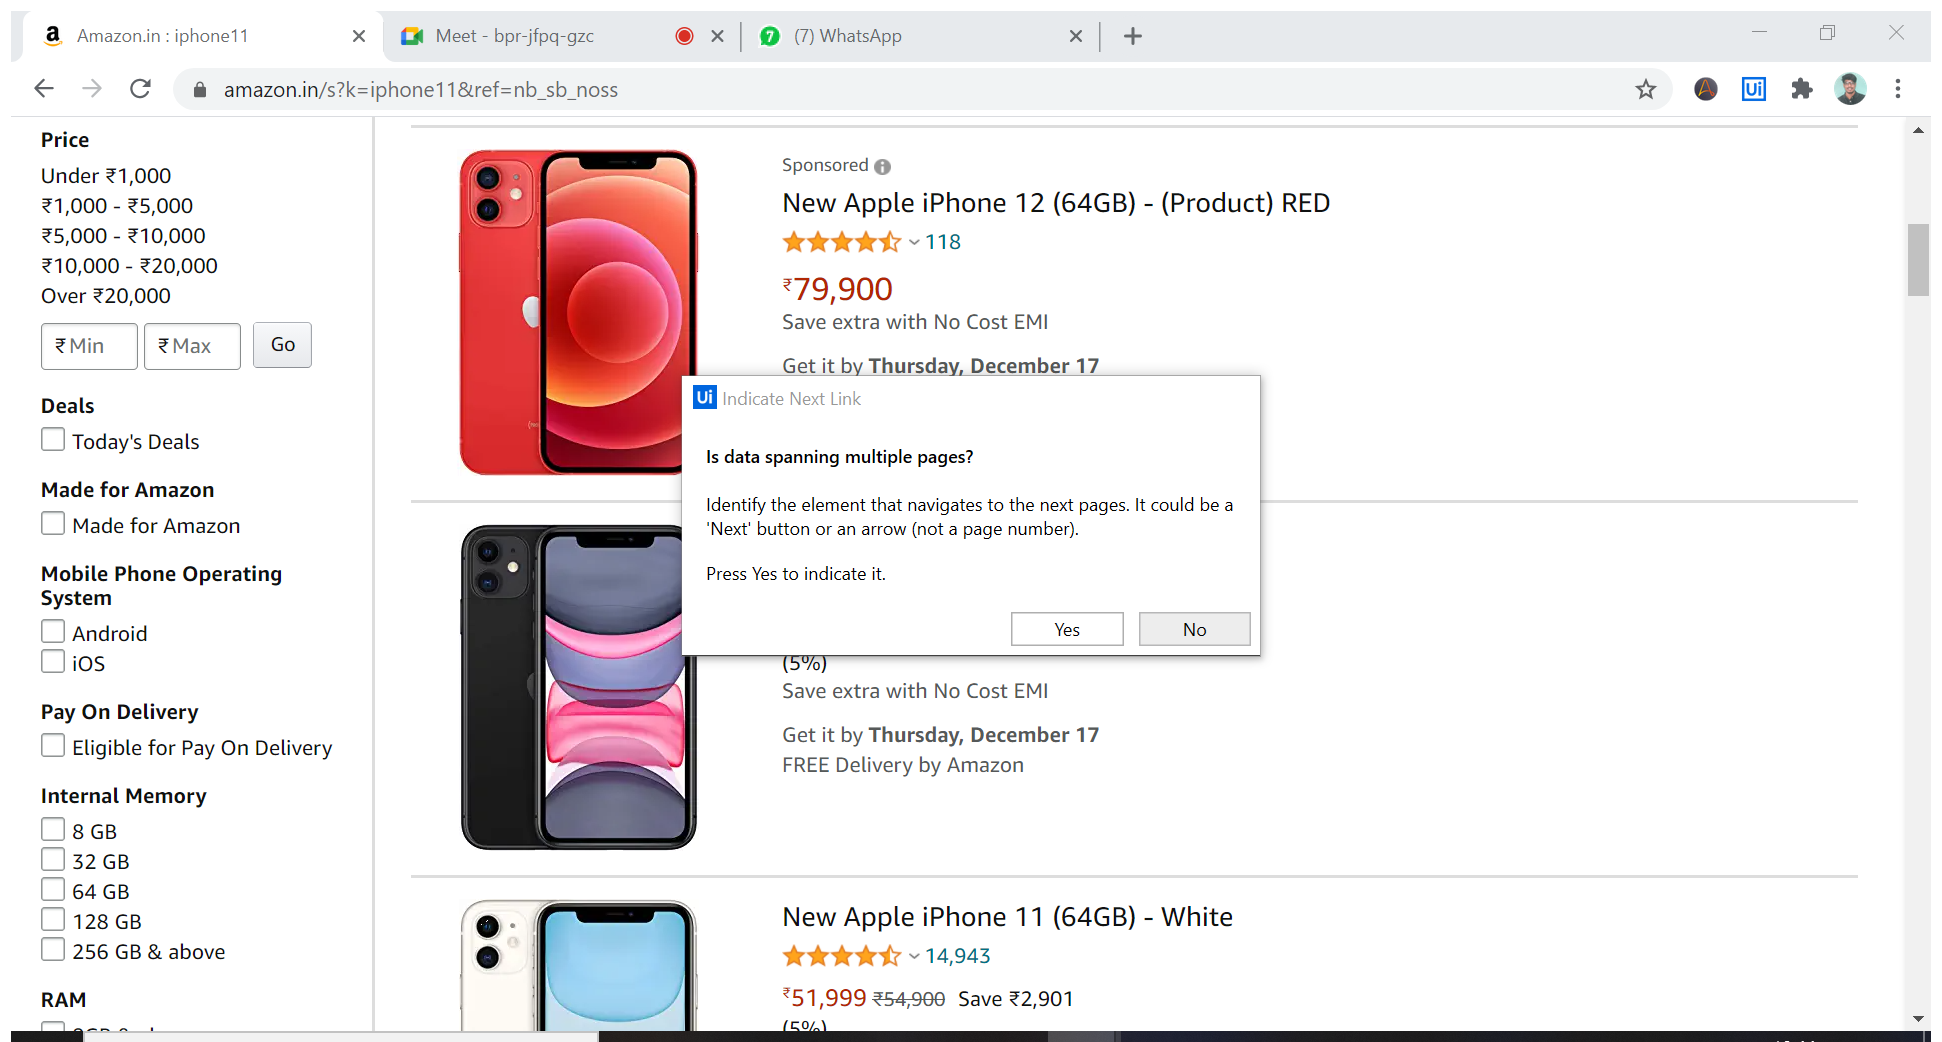 Amazon.in : iphone11
Meet - bpr-jfpq-gzc
7 (7) WhatsApp
amazon.in/s?k=iphone11&ref=nb_sb_noss
Ui
Price
Under ₹1,000
₹1,000 - ₹5,000
₹5,000 - ₹10,000
₹10,000 - ₹20,000
Over ₹20,000
₹ Min ₹ Max Go
Deals
Today's Deals
Made for Amazon
Made for Amazon
Mobile Phone Operating
System
Android
iOS
Pay On Delivery
Eligible for Pay On Delivery
Internal Memory
8 GB
32 GB
64 GB
128 GB
256 GB & above
RAM
Sponsored
New Apple iPhone 12 (64GB) - (Product) RED
118
₹79,900
Save extra with No Cost EMI
Get it by Thursday, December 17
Ui Indicate Next Link
Is data spanning multiple pages?
Identify the element that navigates to the next pages. It could be a
'Next' button or an arrow (not a page number).
Press Yes to indicate it.
Yes No
(5%)
Save extra with No Cost EMI
Get it by Thursday, December 17
FREE Delivery by Amazon
New Apple iPhone 11 (64GB) - White
14,943
₹51,999 ₹54,900 Save ₹2,901
(5%)